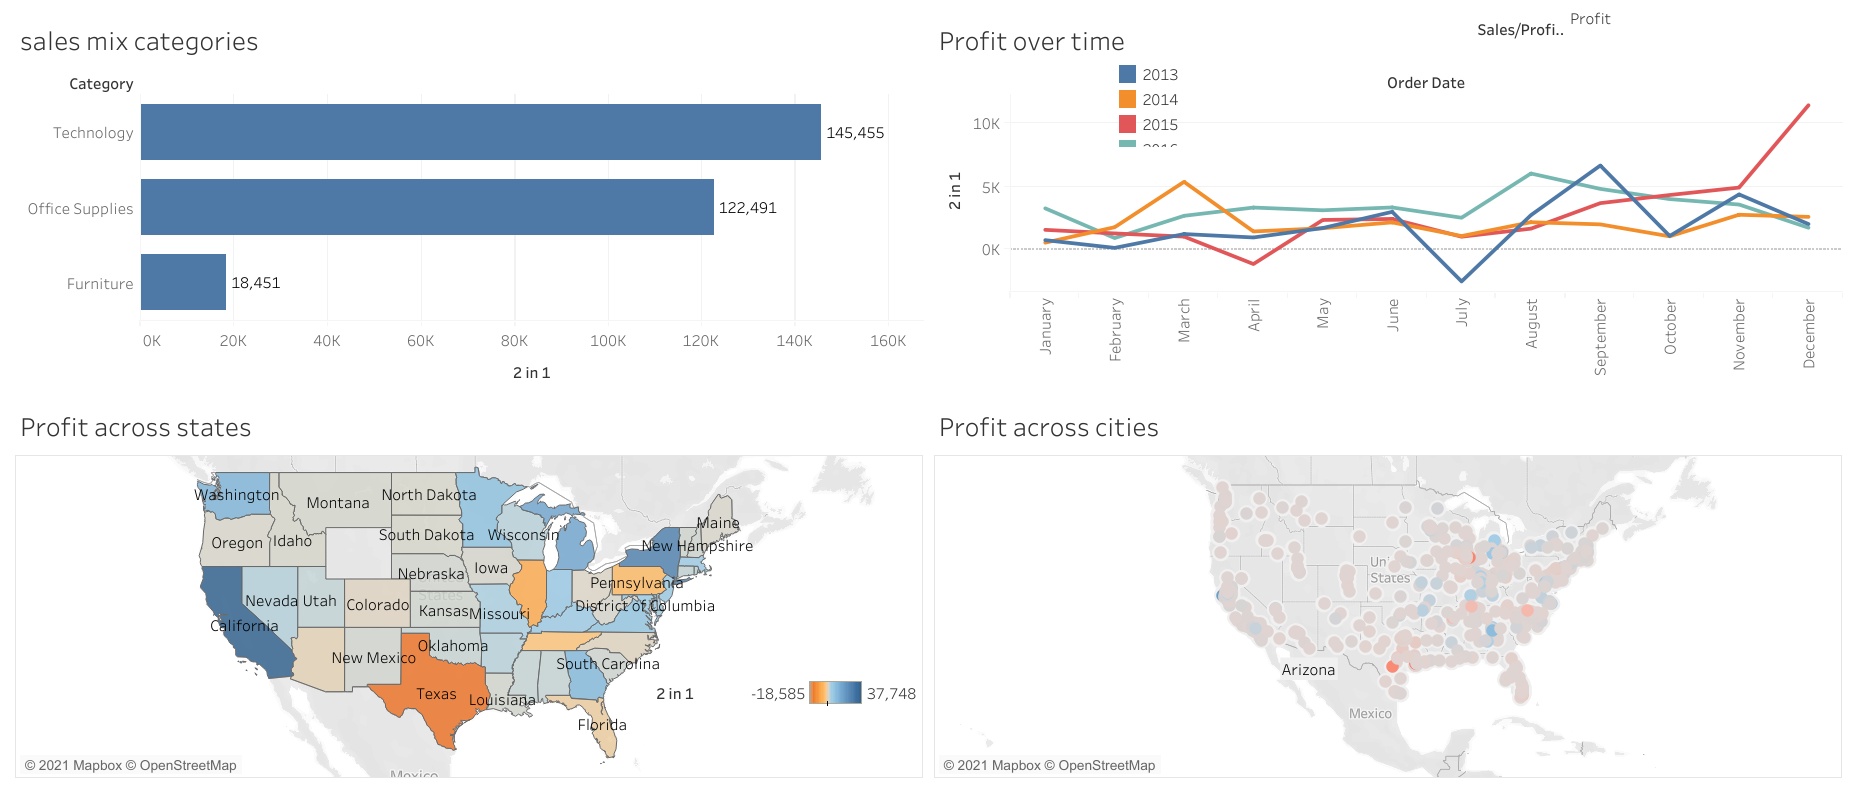 sales mix categories
Category
Technology
145,455
Office Supplies
122,491
Furniture
18,451
0K
20K
40K
60K
80K
100K
120K
140K
160K
2 in 1
Profit over time
Sales/Profi..
Profit
2013
2014
2015
2016
Order Date
2 in 1
10K
5K
0K
January
February
March
April
May
June
July
August
September
October
November
December
Profit across states
Washington
Montana
North Dakota
Maine
Oregon
Idaho
South Dakota
Wisconsin
New Hampshire
Nebraska
Iowa
Pennsylvania
States
Nevada
Utah
Colorado
Kansas
Missouri
District of Columbia
California
New Mexico
Oklahoma
South Carolina
Texas
Louisiana
Florida
Mexico
2 in 1
-18,585
37,748
© 2021 Mapbox © OpenStreetMap
Profit across cities
Un
States
Arizona
Mexico
© 2021 Mapbox © OpenStreetMap